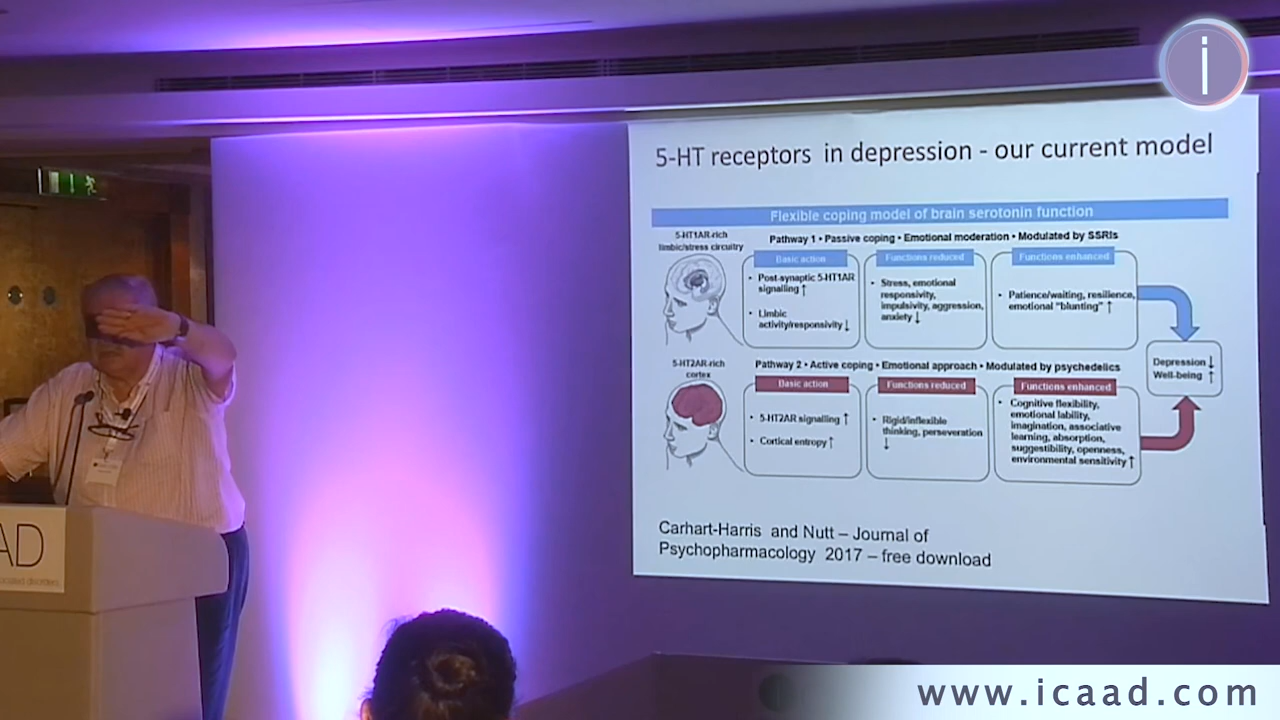 i
5-HT receptors in depression - our current model
Flexible coping model of brain serotonin function
5-HT1AR-rich
limbic/stress circuitry
Pathway 1 • Passive coping • Emotional moderation • Modulated by SSRIs
Basic action
• Post-synaptic 5-HT1AR
signalling ↑
• Limbic
activity/responsivity ↓
Functions reduced
• Stress, emotional
responsivity,
impulsivity, aggression,
anxiety ↓
Functions enhanced
• Patience/waiting, resilience,
emotional "blunting" ↑
5-HT2AR-rich
cortex
Pathway 2 • Active coping • Emotional approach • Modulated by psychedelics
Basic action
• 5-HT2AR signalling ↑
• Cortical entropy ↑
Functions reduced
• Rigid/inflexible
thinking, perseveration
↓
Functions enhanced
• Cognitive flexibility,
emotional lability,
imagination, associative
learning, absorption,
suggestibility, openness,
environmental sensitivity ↑
Depression ↓
Well-being ↑
Carhart-Harris and Nutt – Journal of
Psychopharmacology 2017 – free download
AD
disorders
www.icaad.com